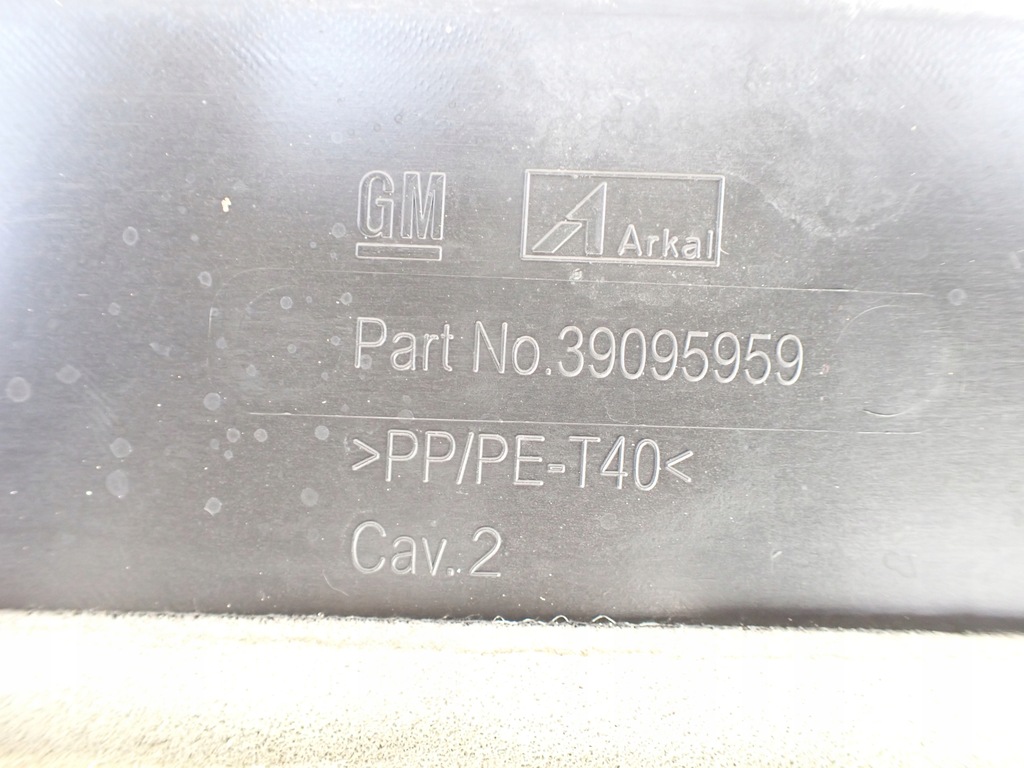 GM Arkal
Part No.39095959
>PP/PE-T40<
Cav.2